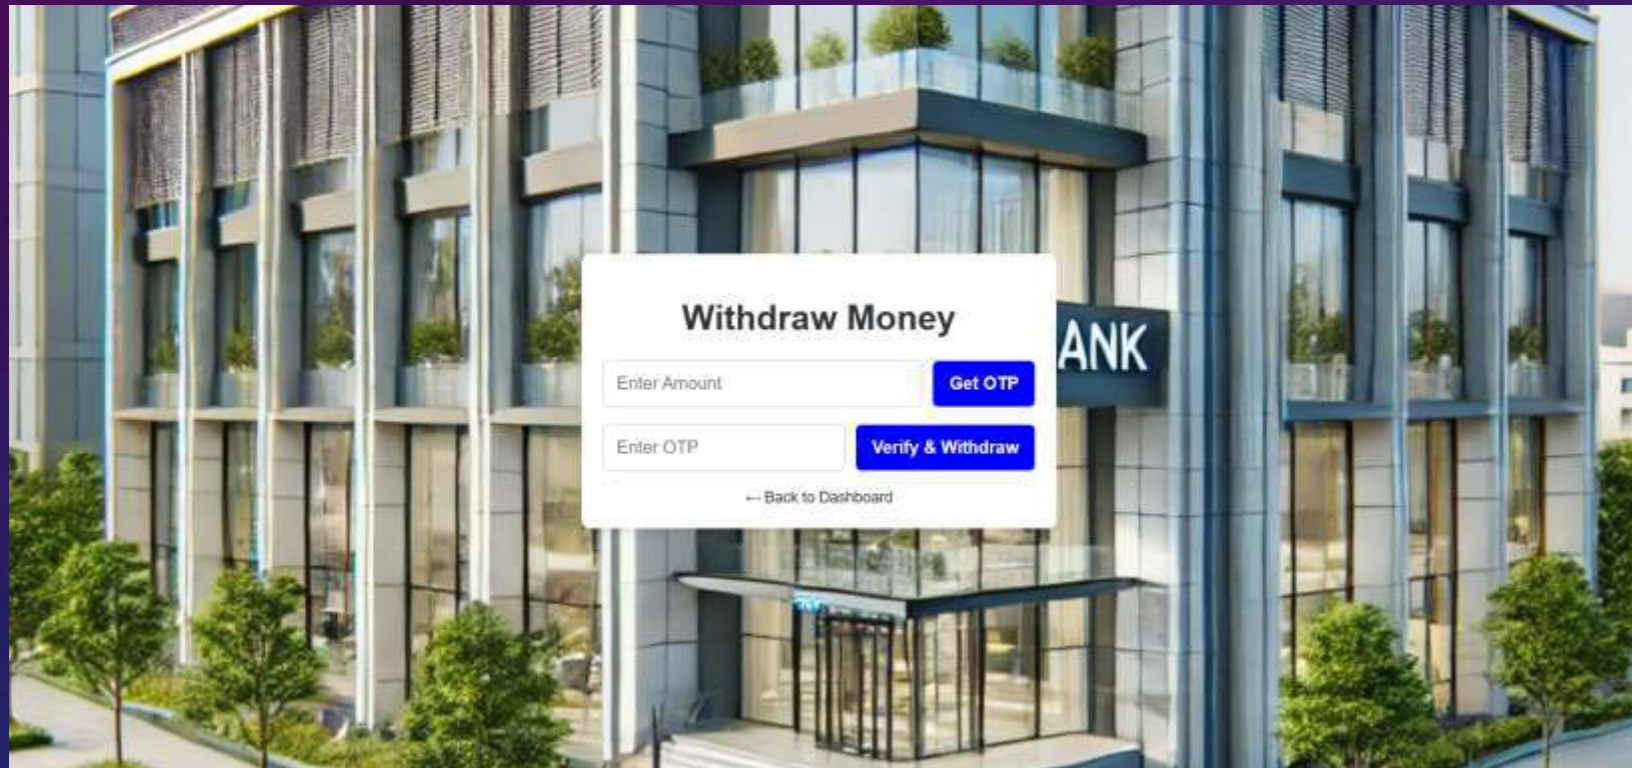 Withdraw Money
ANK
Enter Amount
Get OTP
Enter OTP
Verify & Withdraw
← Back to Dashboard